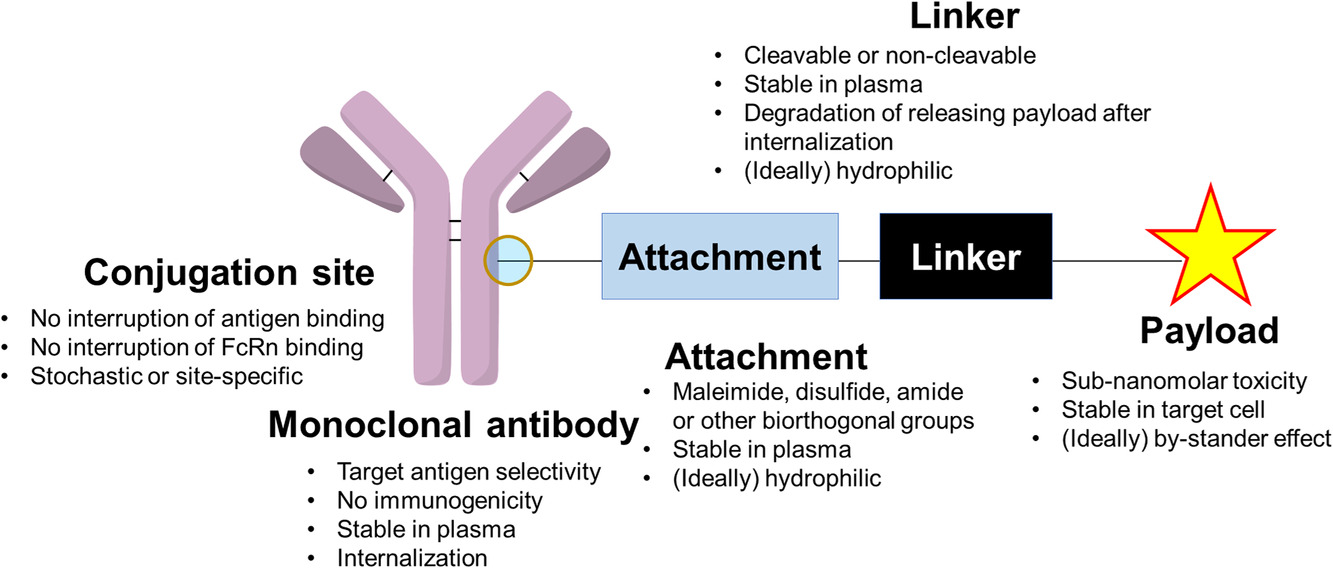 Linker
• Cleavable or non-cleavable
• Stable in plasma
• Degradation of releasing payload after
internalization
• (Ideally) hydrophilic
Attachment
Linker
Conjugation site
• No interruption of antigen binding
• No interruption of FcRn binding
• Stochastic or site-specific
Monoclonal antibody
• Target antigen selectivity
• No immunogenicity
• Stable in plasma
• Internalization
Attachment
• Maleimide, disulfide, amide
or other biorthogonal groups
• Stable in plasma
• (Ideally) hydrophilic
Payload
• Sub-nanomolar toxicity
• Stable in target cell
• (Ideally) by-stander effect